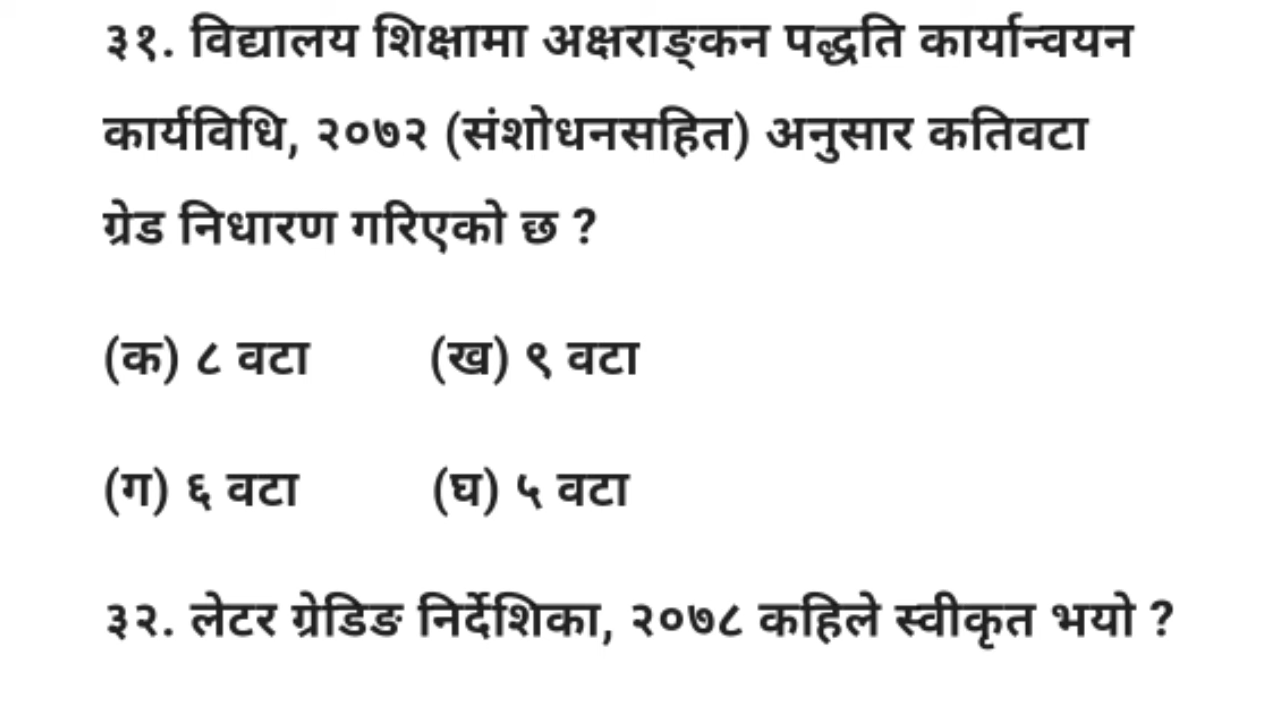 ३१. विद्यालय शिक्षामा अक्षराङ्कन पद्धति कार्यान्वयन
कार्यविधि, २०७२ (संशोधनसहित) अनुसार कतिवटा
ग्रेड निधारण गरिएको छ ?
(क) ८ वटा (ख) ९ वटा
(ग) ६ वटा (घ) ५ वटा
३२. लेटर ग्रेडिङ निर्देशिका, २०७८ कहिले स्वीकृत भयो ?